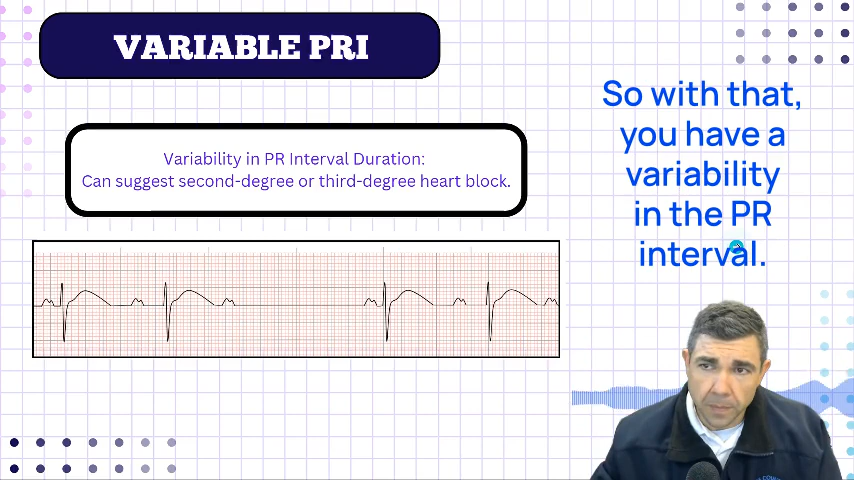 VARIABLE PRI
Variability in PR Interval Duration:
Can suggest second-degree or third-degree heart block.
So with that,
you have a
variability
in the PR
interval.